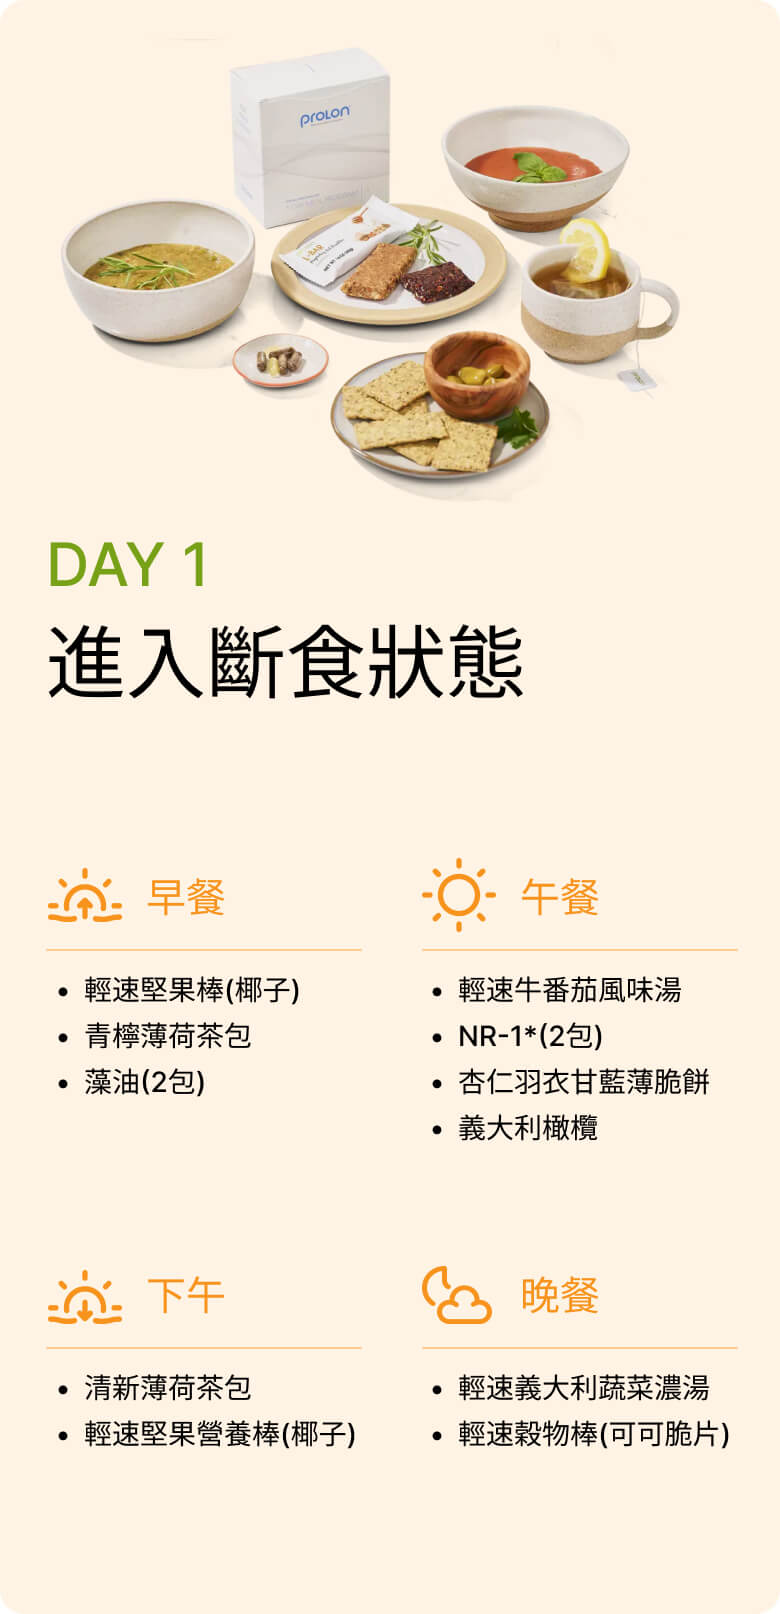 PROLON
L-BAR
DAY 1
進入斷食狀態
早餐
輕速堅果棒(椰子)
青檸薄荷茶包
藻油(2包)
午餐
輕速牛番茄風味湯
NR-1*(2包)
杏仁羽衣甘藍薄脆餅
義大利橄欖
下午
清新薄荷茶包
輕速堅果營養棒(椰子)
晚餐
輕速義大利蔬菜濃湯
輕速穀物棒(可可脆片)